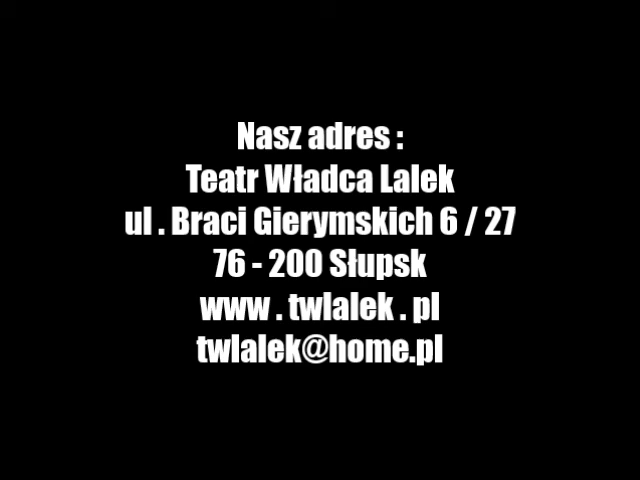 Nasz adres :
Teatr Władca Lalek
ul . Braci Gierymskich 6 / 27
76 - 200 Słupsk
www . twlalek . pl
twlalek@home.pl